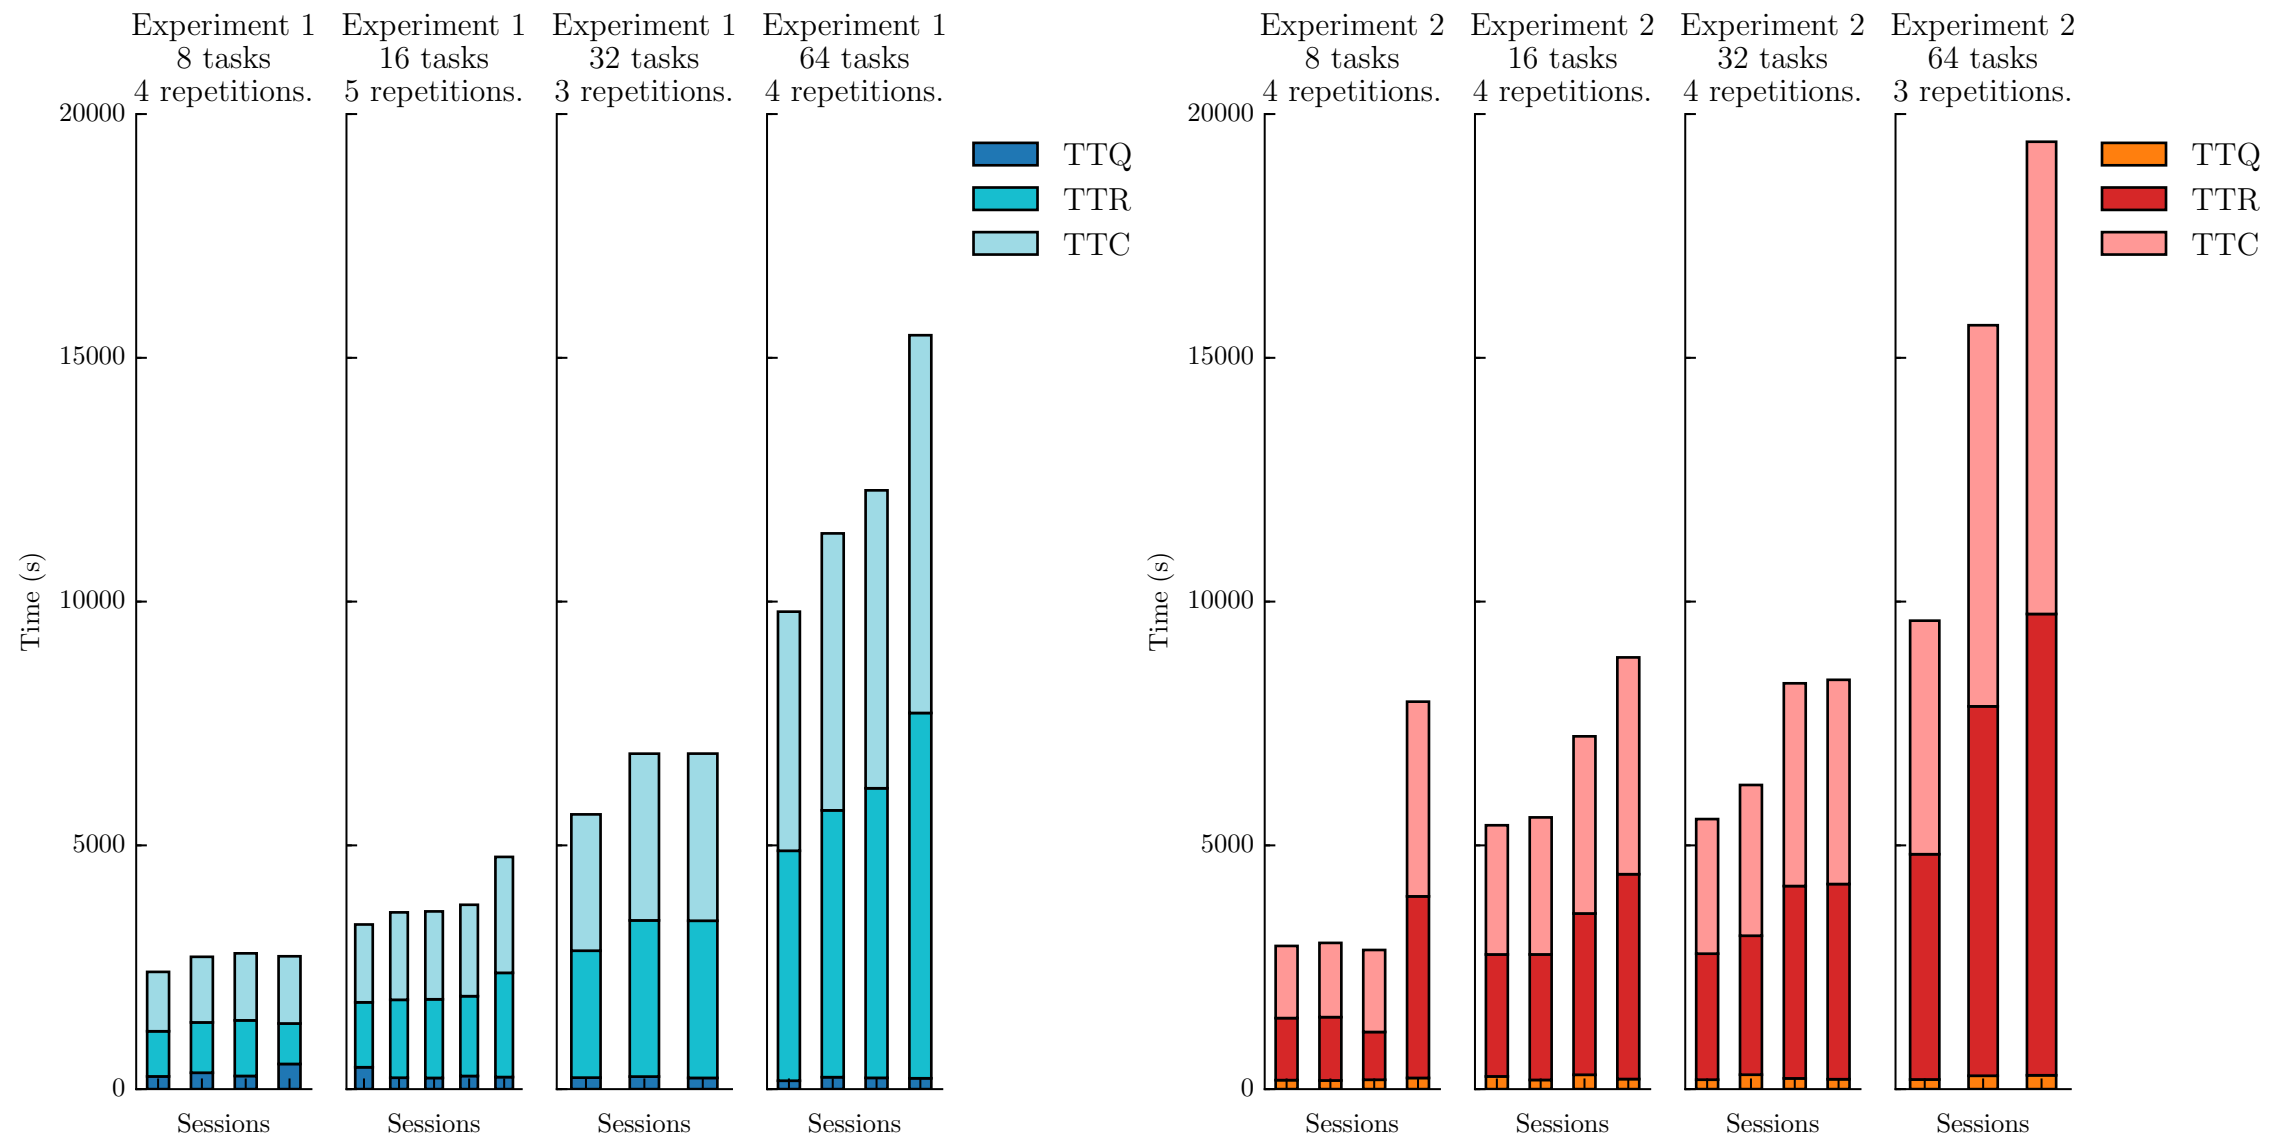 Experiment 1
8 tasks
4 repetitions.
Experiment 1
16 tasks
5 repetitions.
Experiment 1
32 tasks
3 repetitions.
Experiment 1
64 tasks
4 repetitions.
20000
15000
10000
5000
0
Time (s)
Sessions
Sessions
Sessions
Sessions
TTQ
TTR
TTC
Experiment 2
8 tasks
4 repetitions.
Experiment 2
16 tasks
4 repetitions.
Experiment 2
32 tasks
4 repetitions.
Experiment 2
64 tasks
3 repetitions.
20000
15000
10000
5000
0
Time (s)
Sessions
Sessions
Sessions
Sessions
TTQ
TTR
TTC